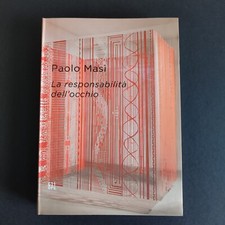 Paolo Masi
La responsabilità
dell'occhio